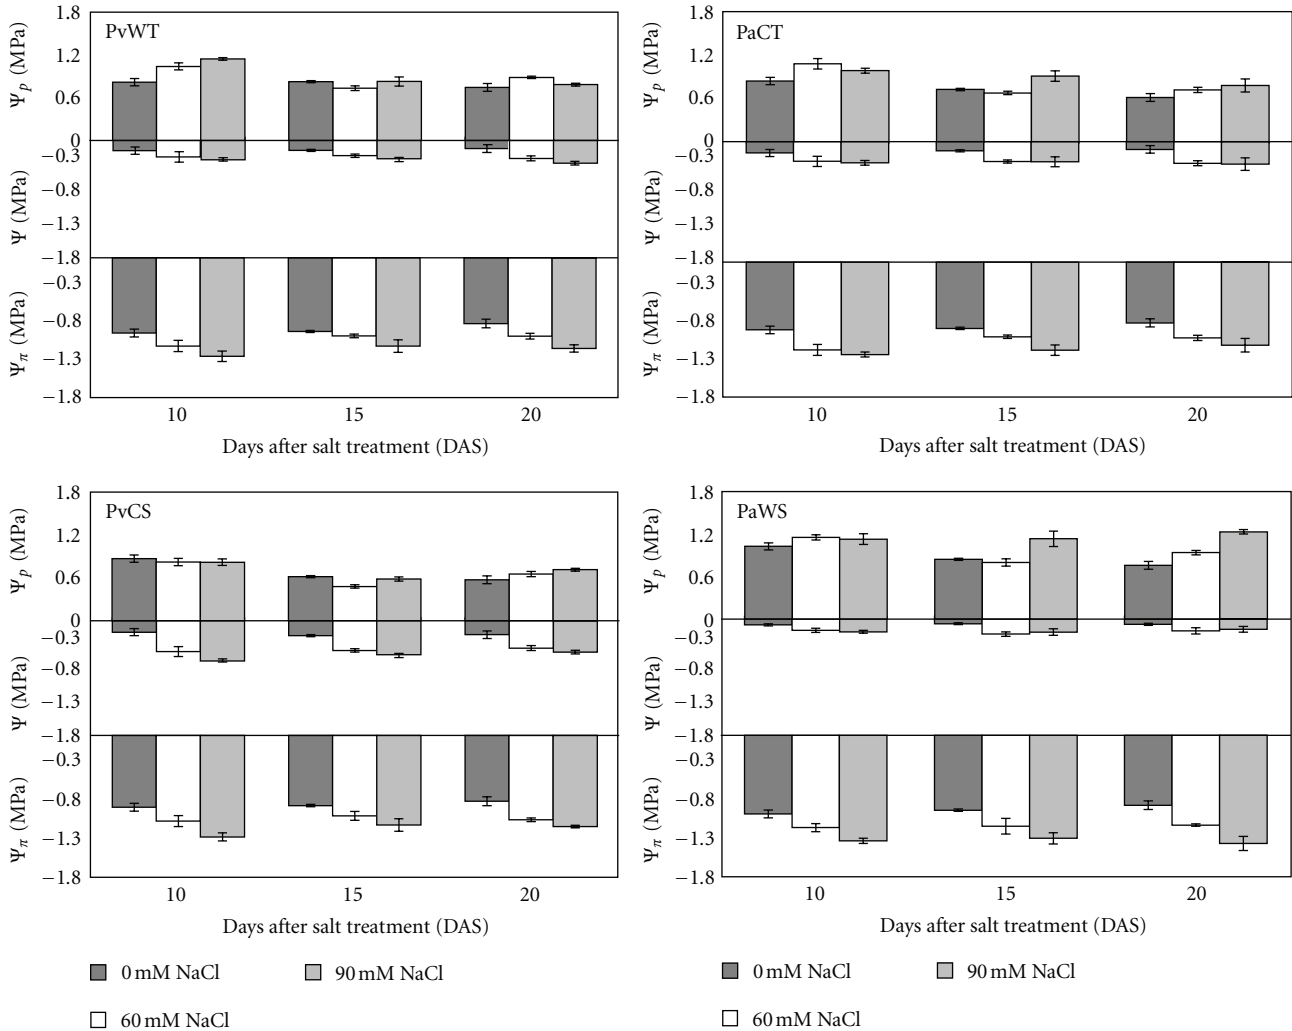 PvWT
Ψp (MPa)
1.8
1.2
0.6
0
Ψ (MPa)
−0.3
−0.8
−1.3
−1.8
Ψπ (MPa)
−0.3
−0.8
−1.3
−1.8
10 15 20
Days after salt treatment (DAS)
PaCT
Ψp (MPa)
1.8
1.2
0.6
0
Ψ (MPa)
−0.3
−0.8
−1.3
−1.8
Ψπ (MPa)
−0.3
−0.8
−1.3
−1.8
10 15 20
Days after salt treatment (DAS)
PvCS
Ψp (MPa)
1.8
1.2
0.6
0
Ψ (MPa)
−0.3
−0.8
−1.3
−1.8
Ψπ (MPa)
−0.3
−0.8
−1.3
−1.8
10 15 20
Days after salt treatment (DAS)
0 mM NaCl 90 mM NaCl
60 mM NaCl
PaWS
Ψp (MPa)
1.8
1.2
0.6
0
Ψ (MPa)
−0.3
−0.8
−1.3
−1.8
Ψπ (MPa)
−0.3
−0.8
−1.3
−1.8
10 15 20
Days after salt treatment (DAS)
0 mM NaCl 90 mM NaCl
60 mM NaCl